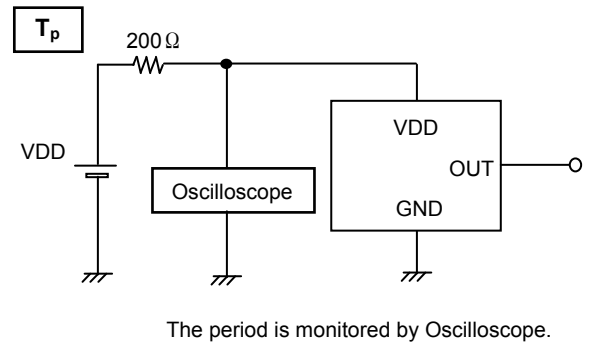 Tp
200Ω
VDD
VDD
OUT
Oscilloscope
GND
The period is monitored by Oscilloscope.